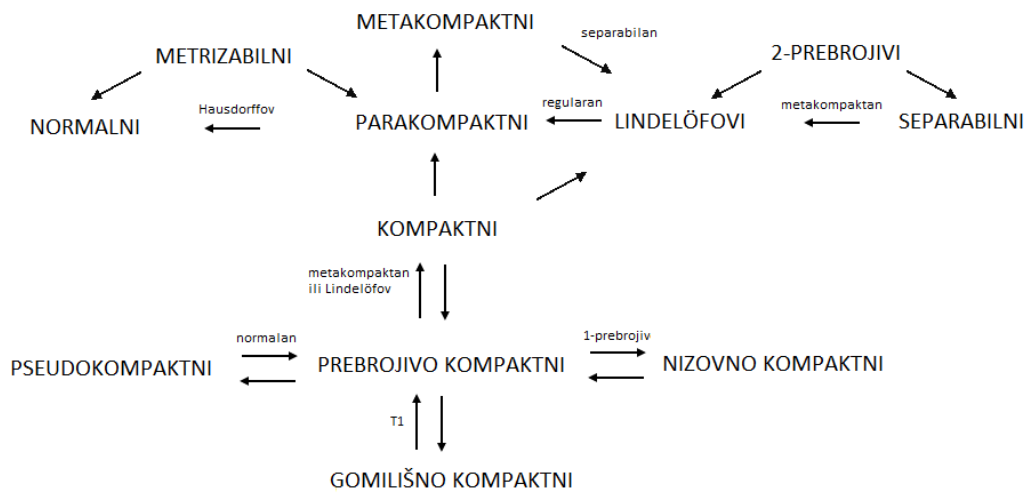 METAKOMPAKTNI
separabilan
METRIZABILNI
2-PREBROJIVI
Hausdorffov
regularan
metakompaktan
NORMALNI
PARAKOMPAKTNI
LINDELÖFOVI
SEPARABILNI
KOMPAKTNI
metakompaktan
ili Lindelöfov
normalan
1-prebrojiv
PSEUDOKOMPAKTNI
PREBROJIVO KOMPAKTNI
NIZOVNO KOMPAKTNI
T1
GOMILIŠNO KOMPAKTNI